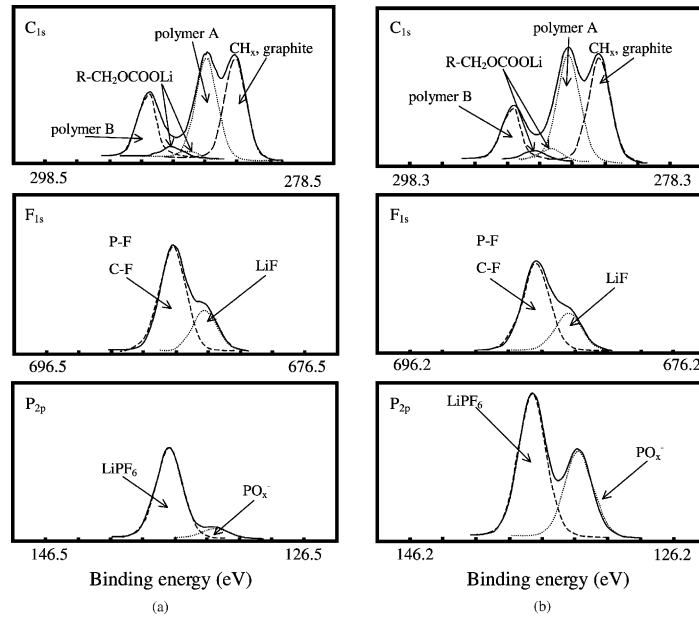 C1s
polymer A
CHx, graphite
R-CH2OCOOLi
polymer B
298.5
278.5
F1s
P-F
C-F
LiF
696.5
676.5
P2p
LiPF6
POx-
146.5
126.5
Binding energy (eV)
(a)
C1s
polymer A
CHx, graphite
R-CH2OCOOLi
polymer B
298.3
278.3
F1s
P-F
C-F
LiF
696.2
676.2
P2p
LiPF6
POx-
146.2
126.2
Binding energy (eV)
(b)